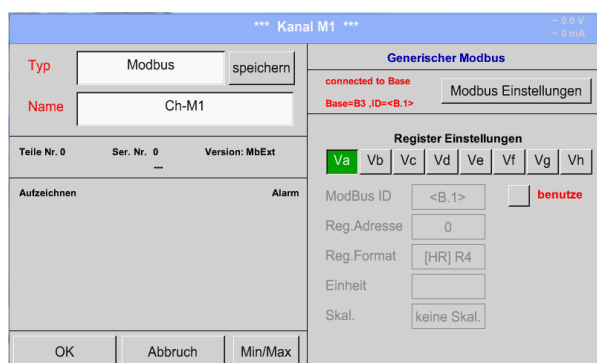 *** Kanal M1 ***
~ 0.0 V
~ 0 mA
Typ
Modbus
speichern
Name
Ch-M1
Teile Nr. 0 Ser. Nr. 0 Version: MbExt
---
Aufzeichnen Alarm
OK Abbruch Min/Max
Generischer Modbus
connected to Base
Base=B3 ,ID=<B.1>
Modbus Einstellungen
Register Einstellungen
Va Vb Vc Vd Ve Vf Vg Vh
ModBus ID <B.1> benutze
Reg.Adresse 0
Reg.Format [HR] R4
Einheit
Skal. keine Skal.